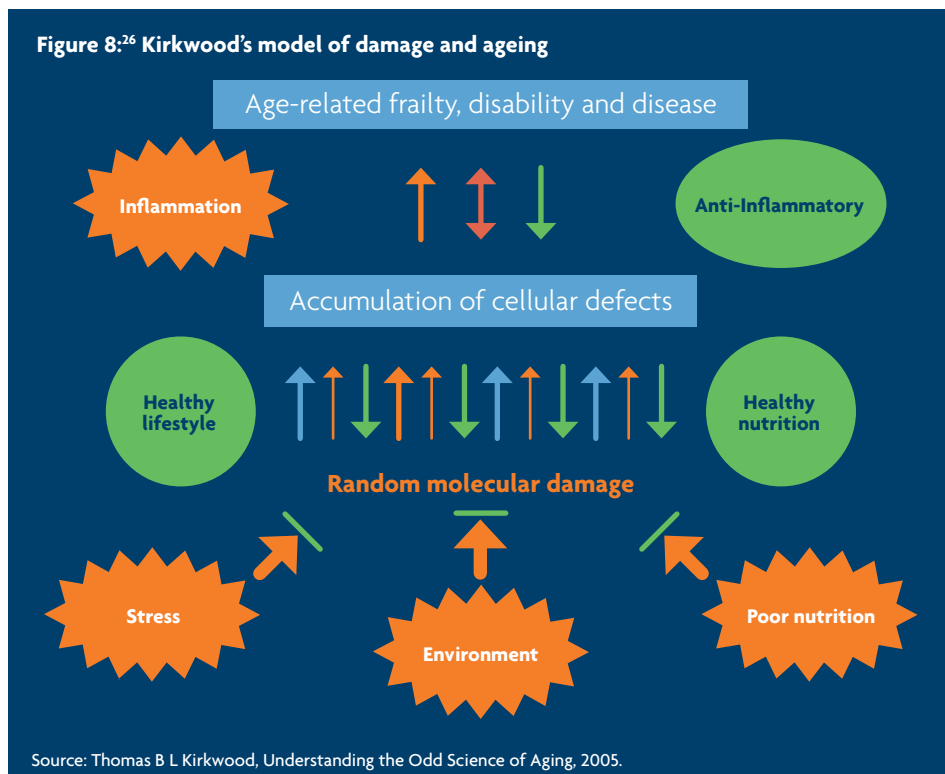 Figure 8:26 Kirkwood's model of damage and ageing
Age-related frailty, disability and disease
Inflammation
Anti-Inflammatory
Accumulation of cellular defects
Healthy
lifestyle
Healthy
nutrition
Random molecular damage
Stress
Environment
Poor nutrition
Source: Thomas B L Kirkwood, Understanding the Odd Science of Aging, 2005.